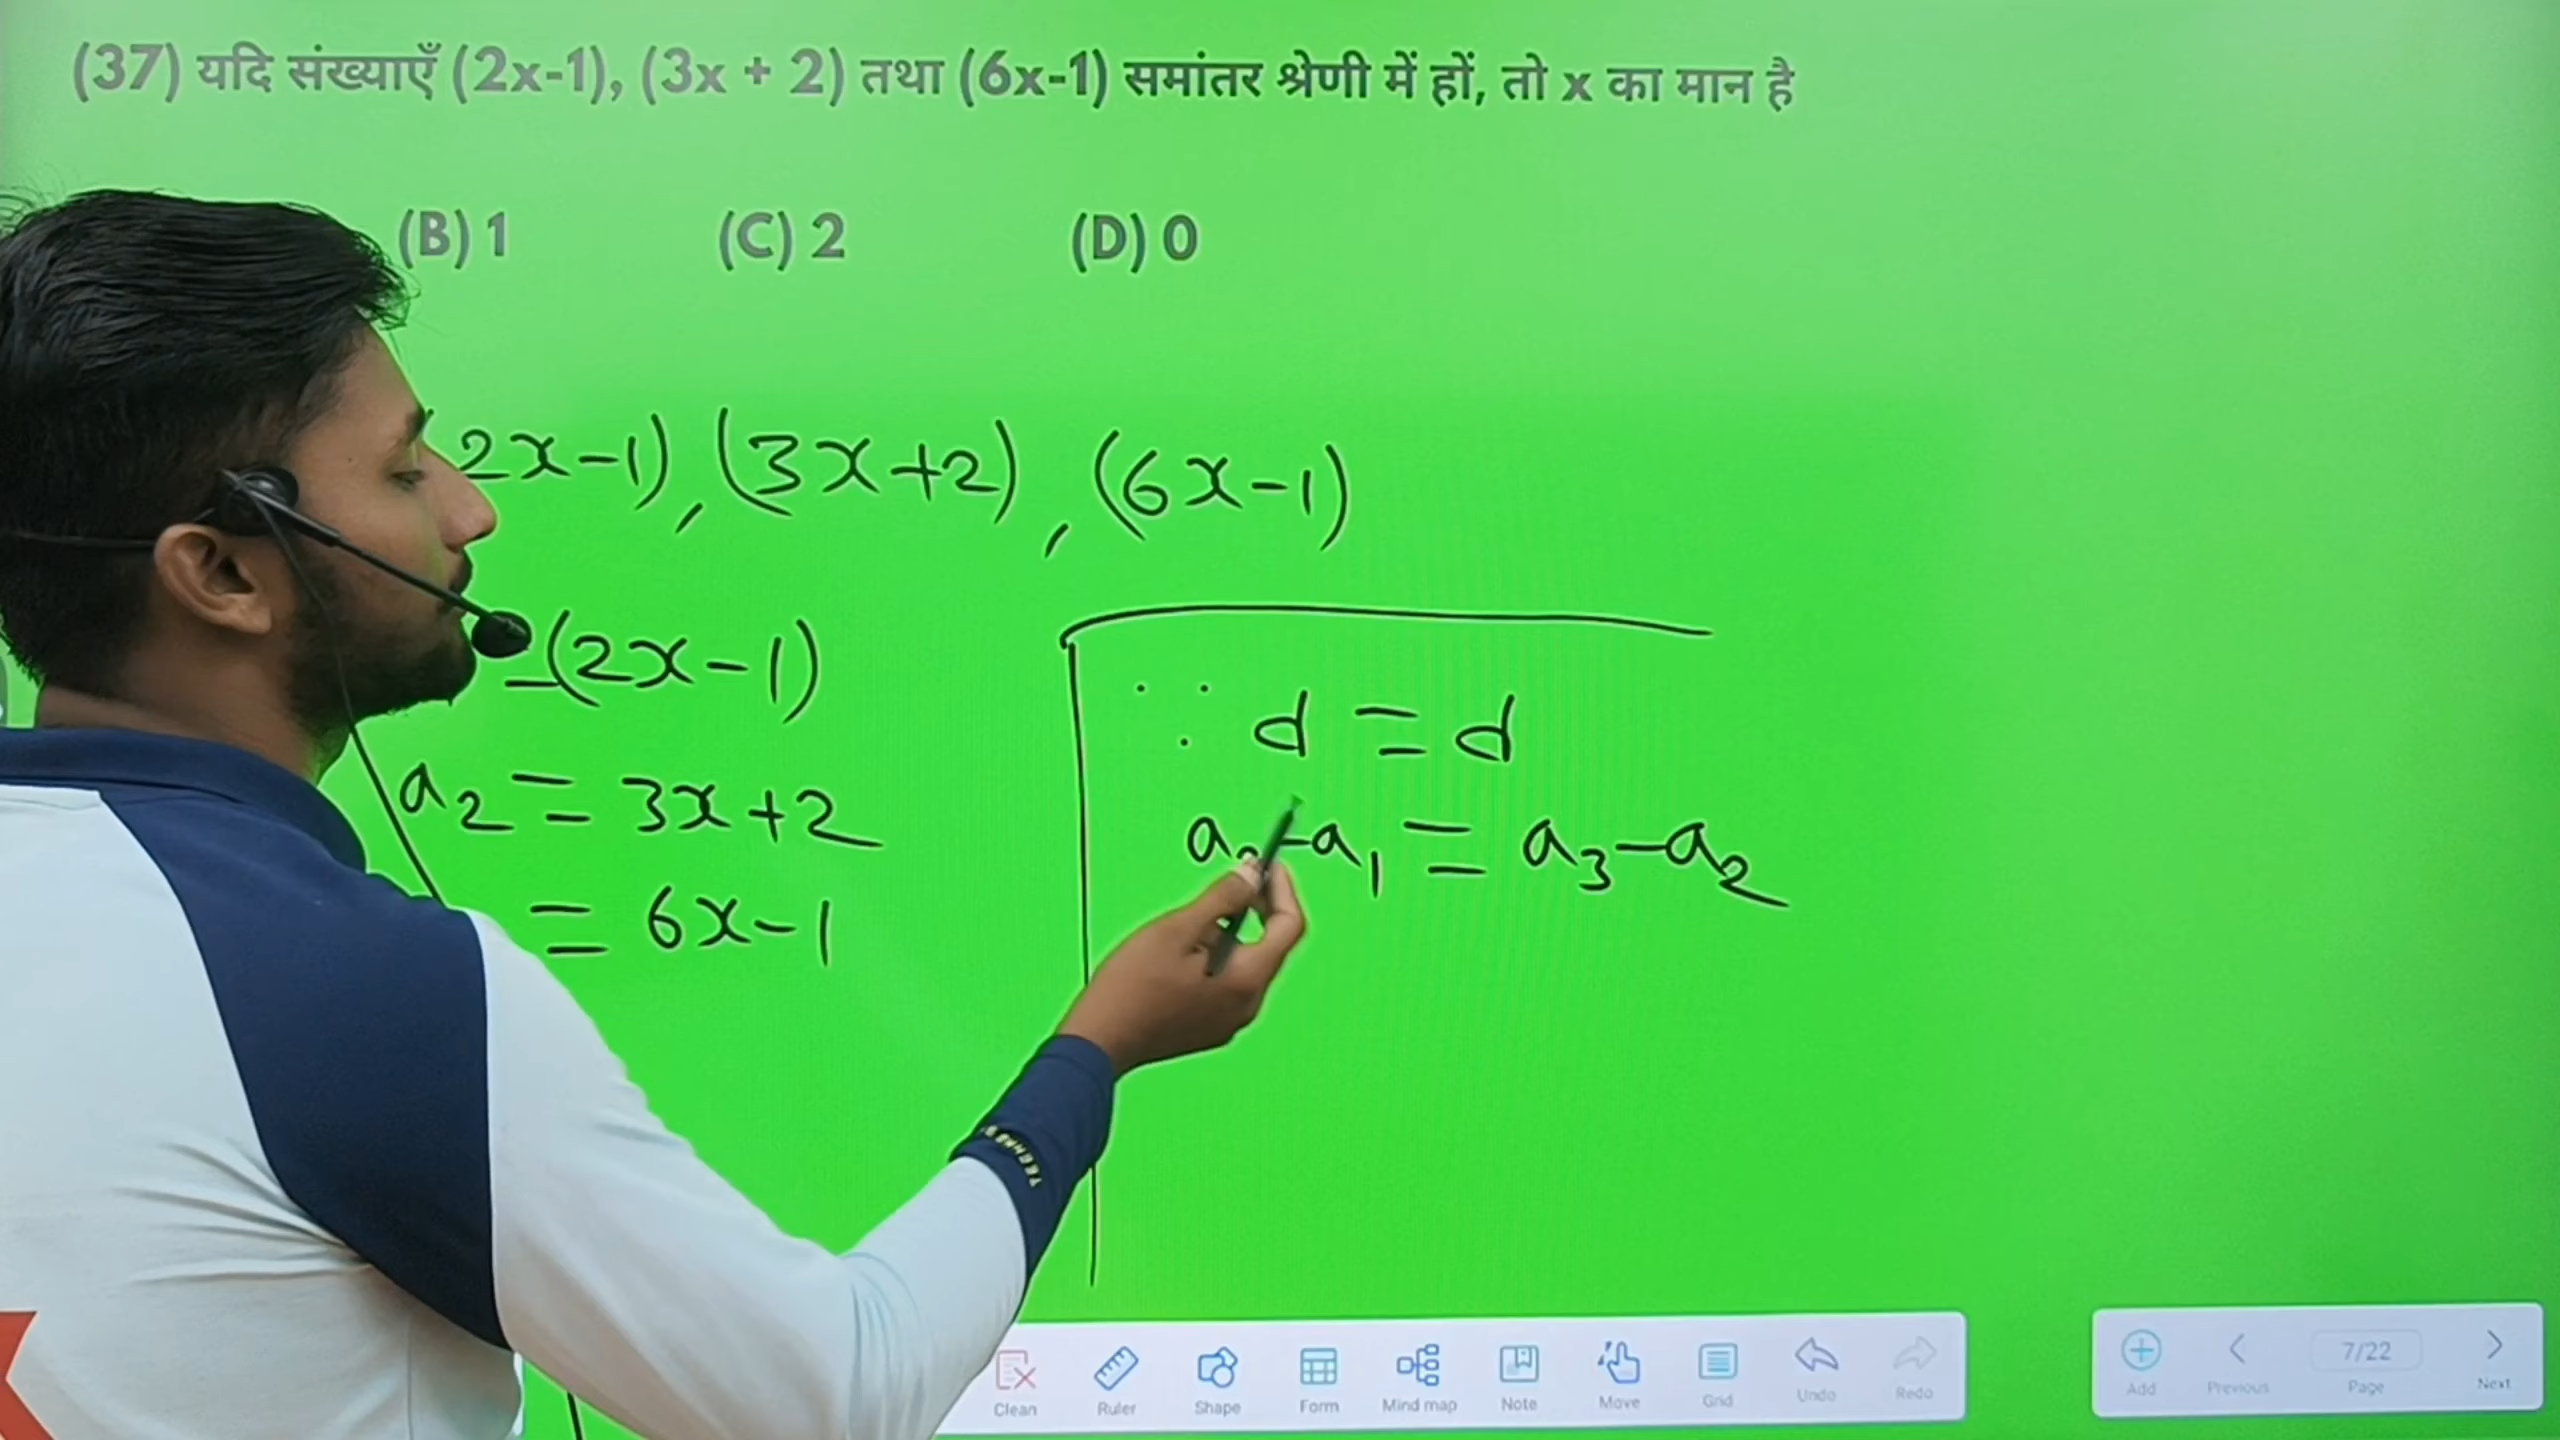 (37) यदि संख्याएँ (2x-1), (3x + 2) तथा (6x-1) समांतर श्रेणी में हों, तो x का मान है
(B) 1 (C) 2 (D) 0
2x-1), (3x+2), (6x-1)
=(2x-1)
a2 = 3x+2
= 6x-1
∵ d = d
a2-a1 = a3-a2
Clean Ruler Shape Form Mind map Note Move Grid Undo Redo
Add Previous 7/22 Page Next